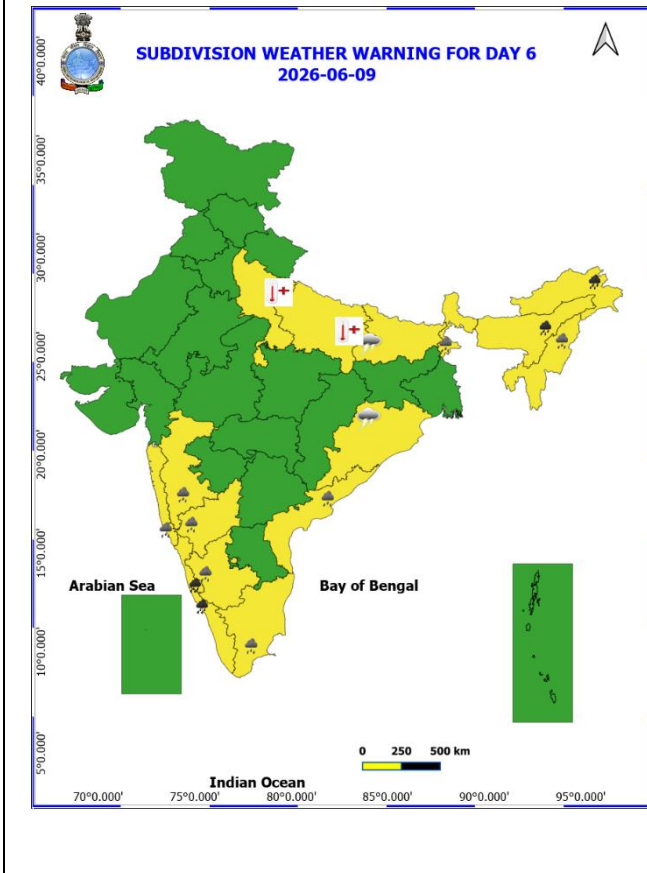 SUBDIVISION WEATHER WARNING FOR DAY 6
2026-06-09
40°0.000'
35°0.000'
30°0.000'
25°0.000'
20°0.000'
15°0.000'
10°0.000'
5°0.000'
Arabian Sea
Bay of Bengal
0 250 500 km
Indian Ocean
70°0.000' 75°0.000' 80°0.000' 85°0.000' 90°0.000' 95°0.000'